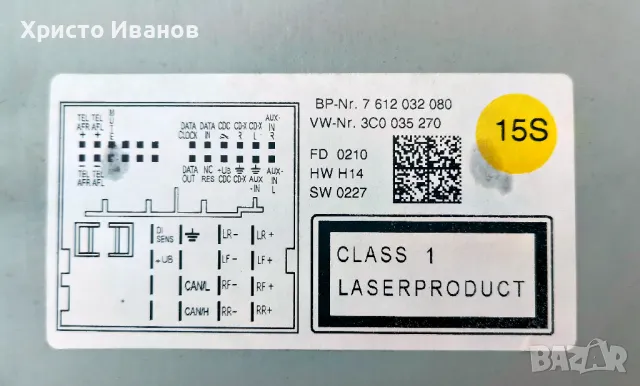 Христо Иванов
BP-Nr. 7 612 032 080
VW-Nr. 3C0 035 270
15S
FD 0210
HW H14
SW 0227
CLASS 1
LASERPRODUCT
TEL AFR + TEL AFL + MUTE
DATA CLOCK DATA IN CDC CD-X R CD-X L AUX-IN R
TEL AFR - TEL AFL -
DATA OUT NC RES +UB CDC CD-X AUX-IN AUX-IN L
DI SENS LR- LR+
+UB LF- LF+
CAN/L RF- RF+
CAN/H RR- RR+
BAZAR